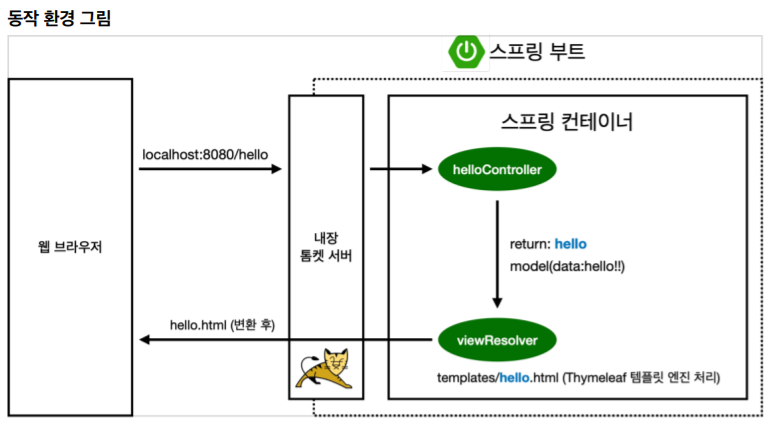 동작 환경 그림
스프링 부트
스프링 컨테이너
localhost:8080/hello
helloController
웹 브라우저
내장
톰켓 서버
return: hello
model(data:hello!!)
hello.html (변환 후)
viewResolver
templates/hello.html (Thymeleaf 템플릿 엔진 처리)